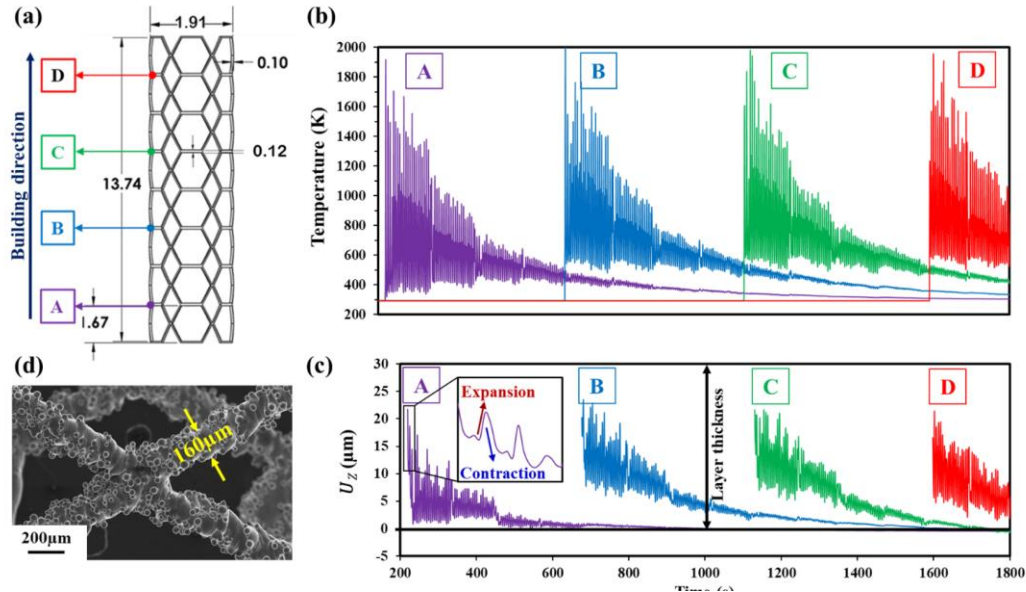 (a)
1.91
Building direction
D
C
B
A
13.74
0.10
0.12
1.67
(b)
Temperature (K)
2000
1800
1600
1400
1200
1000
800
600
400
200
A
B
C
D
(c)
U_Z (µm)
30
25
20
15
10
5
0
-5
A
Expansion
Contraction
B
Layer thickness
C
D
200
400
600
800
1000
1200
1400
1600
1800
Time (s)
(d)
160µm
200µm